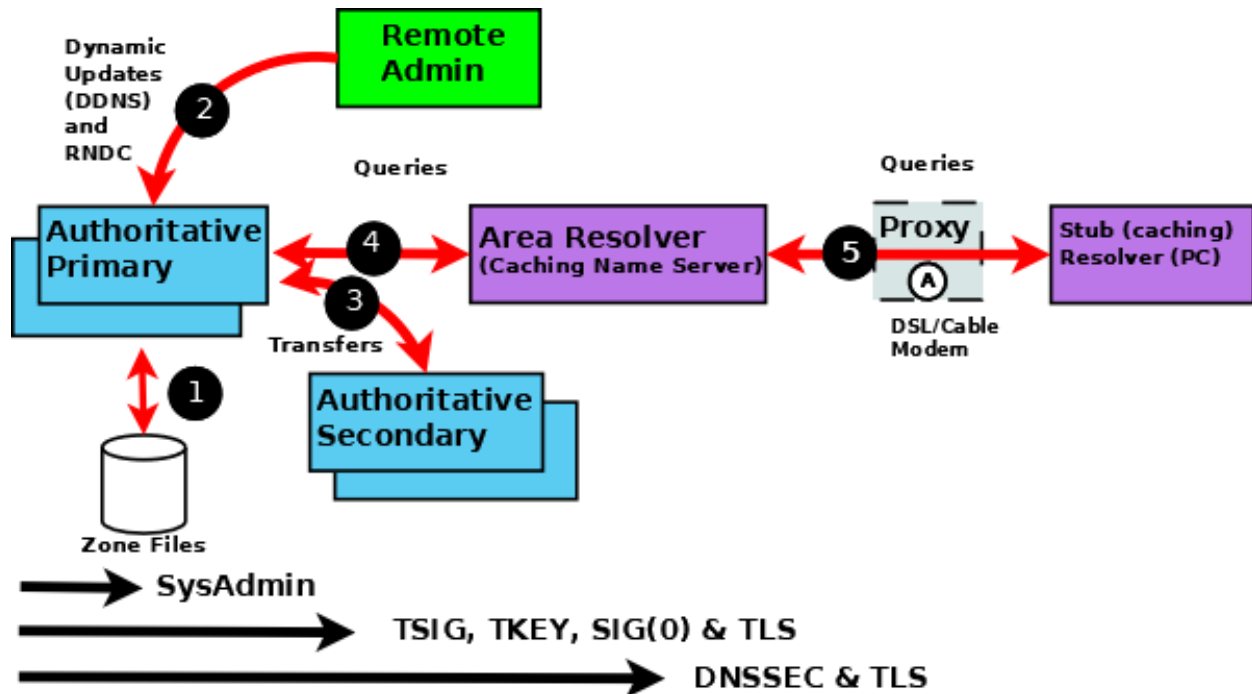 Dynamic
Updates
(DDNS)
and
RNDC
2
Remote
Admin
Queries
Queries
Authoritative
Primary
4
Area Resolver
(Caching Name Server)
5
Proxy
A
Stub (caching)
Resolver (PC)
3
Transfers
DSL/Cable
Modem
1
Authoritative
Secondary
Zone Files
SysAdmin
TSIG, TKEY, SIG(0) & TLS
DNSSEC & TLS